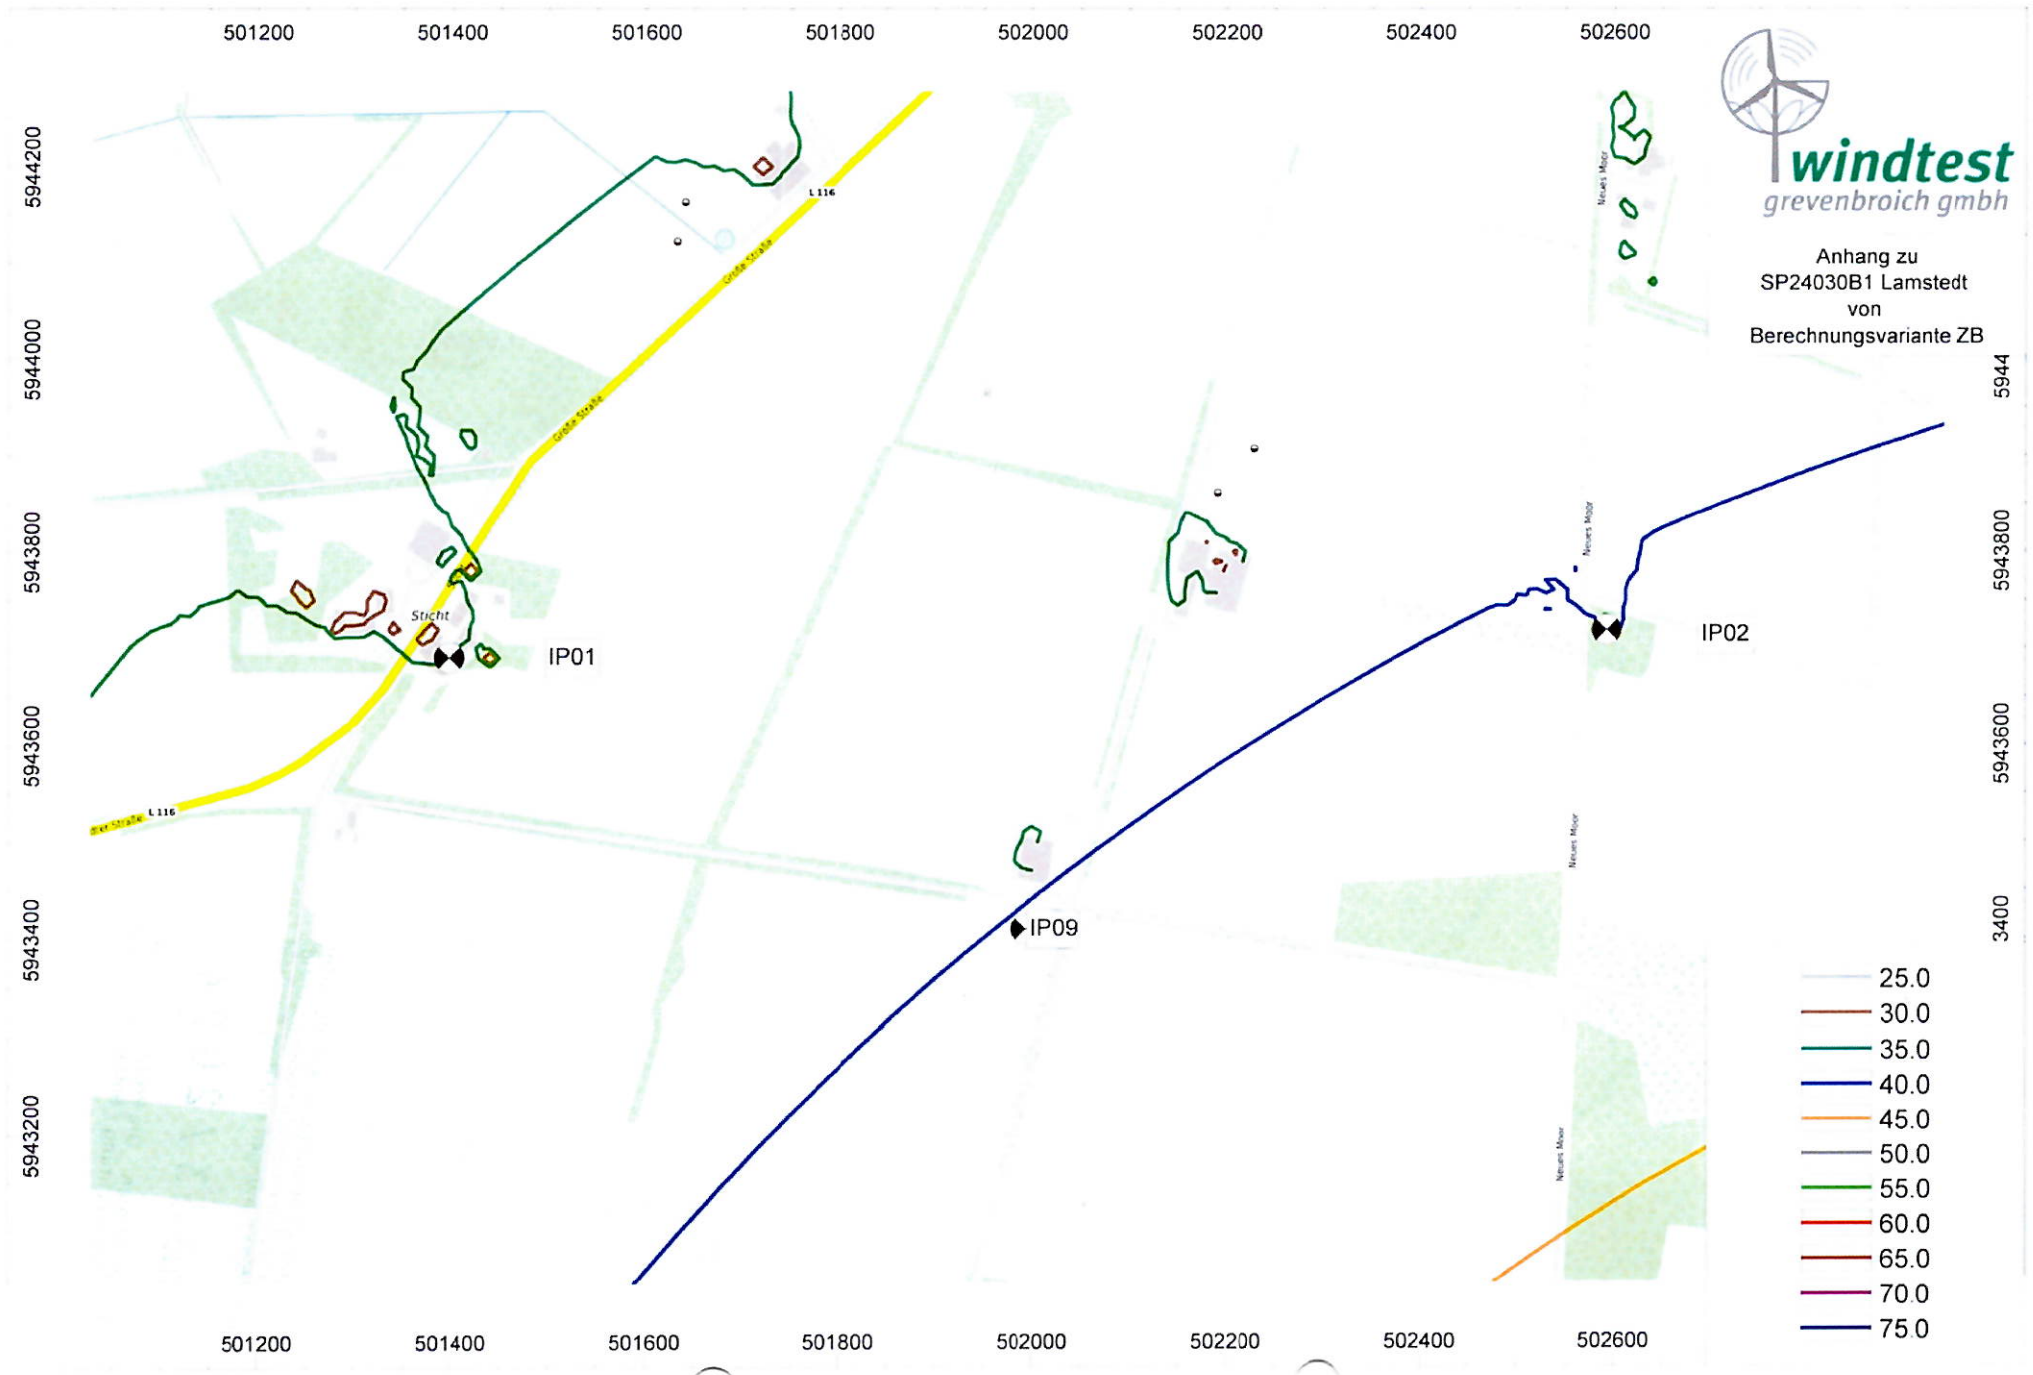 501200 501400 501600 501800 502000 502200 502400 502600
windtest
grevenbroich gmbh
Anhang zu
SP24030B1 Lamstedt
von
Berechnungsvariante ZB
5944200
5944000
5943800
5943600
5943400
5943200
5944
5943800
5943600
3400
L 116
Große Straße
Große Straße
Neues Moor
Neues Moor
Sticht
IP01
IP02
L 116
Straße
Neues Moor
IP09
Neues Moor
25.0
30.0
35.0
40.0
45.0
50.0
55.0
60.0
65.0
70.0
75.0
501200 501400 501600 501800 502000 502200 502400 502600